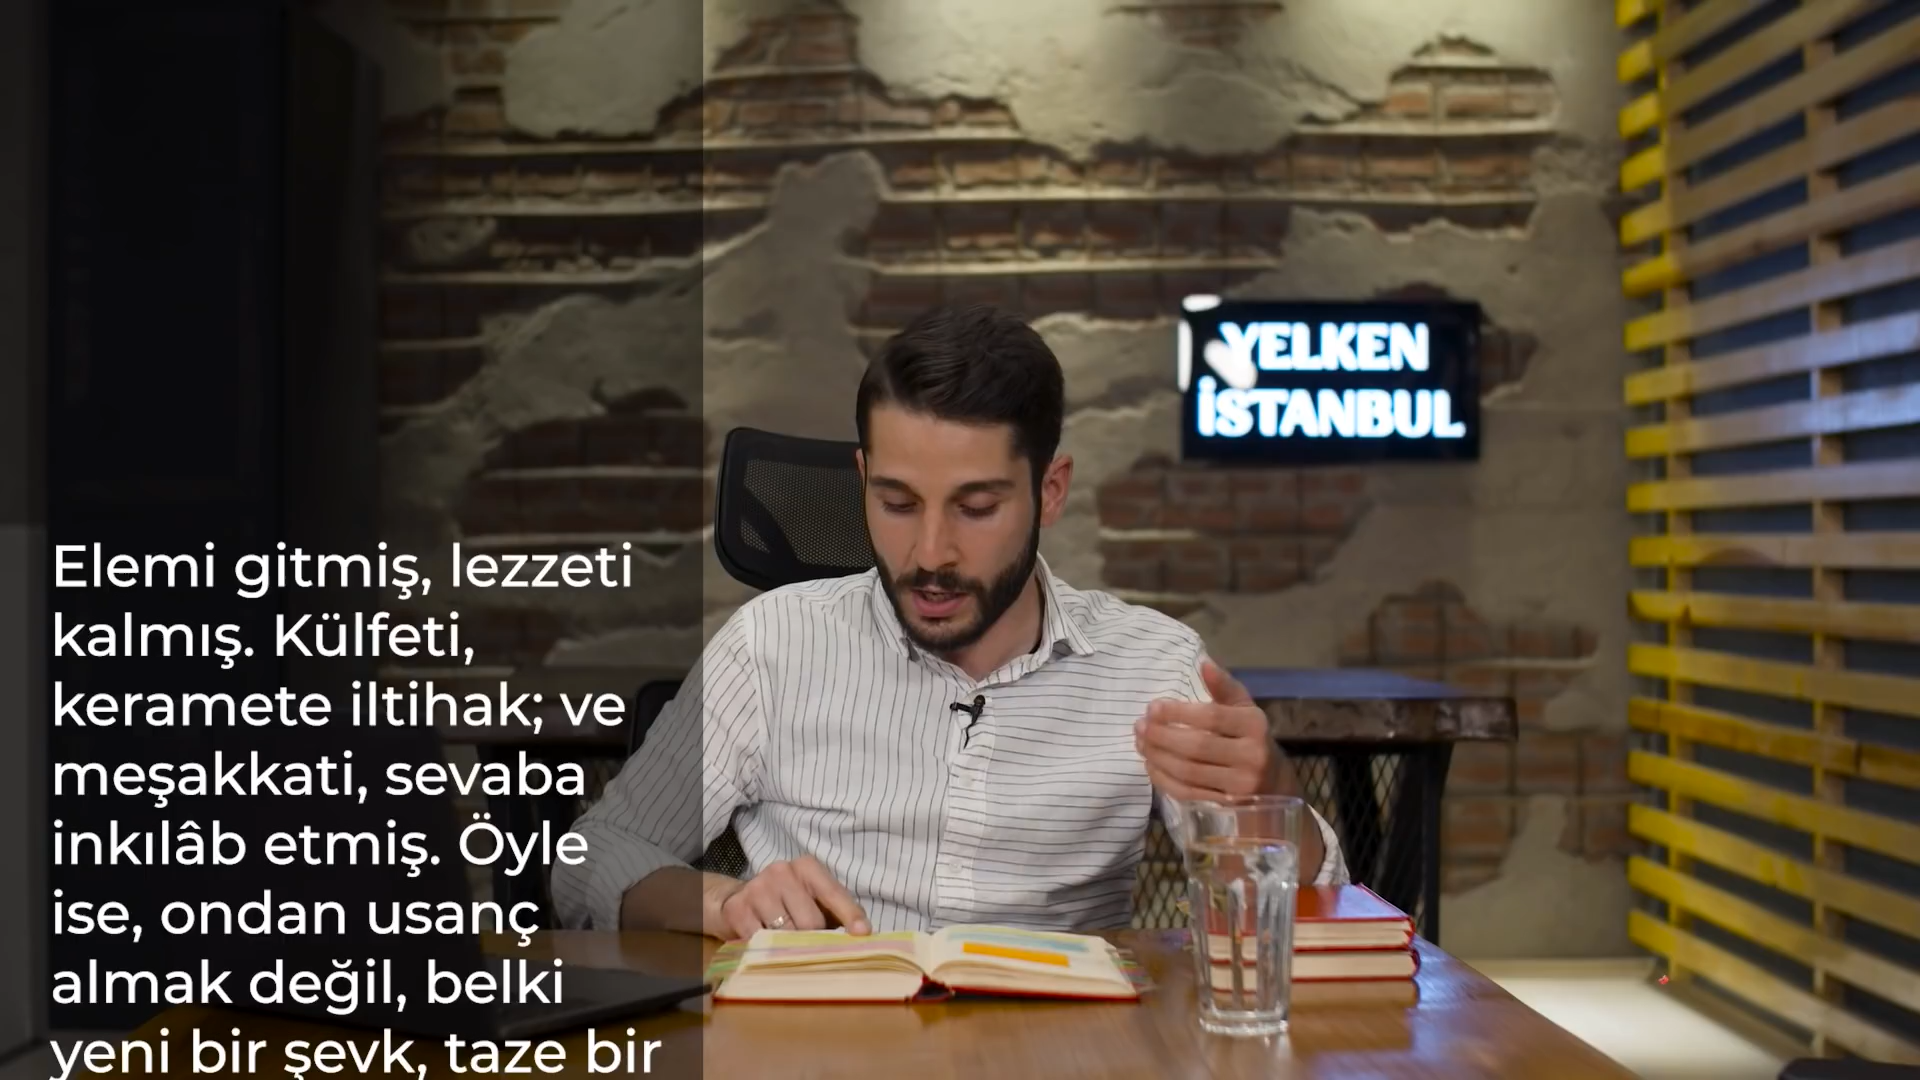 YELKEN
İSTANBUL
Elemi gitmiş, lezzeti
kalmış. Külfeti,
keramete iltihak; ve
meşakkati, sevaba
inkılâb etmiş. Öyle
ise, ondan usanç
almak değil, belki
yeni bir şevk, taze bir